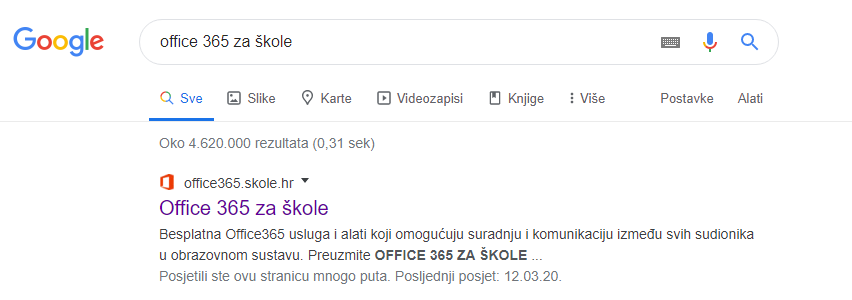 Google
office 365 za škole
Sve Slike Karte Videozapisi Knjige Više Postavke Alati
Oko 4.620.000 rezultata (0,31 sek)
office365.skole.hr
Office 365 za škole
Besplatna Office365 usluga i alati koji omogućuju suradnju i komunikaciju između svih sudionika
u obrazovnom sustavu. Preuzmite OFFICE 365 ZA ŠKOLE ...
Posjetili ste ovu stranicu mnogo puta. Posljednji posjet: 12.03.20.